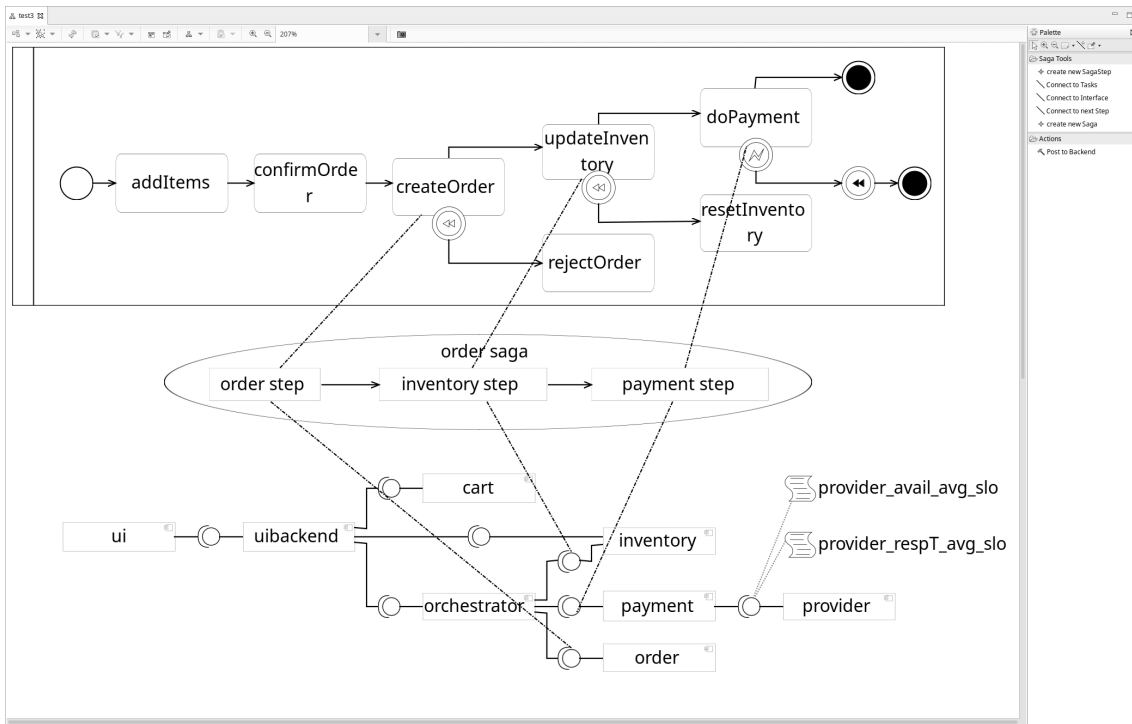 test3
207%
Palette
Saga Tools
create new SagaStep
Connect to Tasks
Connect to Interface
Connect to next Step
create new Saga
Actions
Post to Backend
addItems
confirmOrde
r
createOrder
updateInven
tory
doPayment
resetInvento
ry
rejectOrder
order saga
order step
inventory step
payment step
cart
provider_avail_avg_slo
ui
uibackend
inventory
provider_respT_avg_slo
orchestrator
payment
provider
order